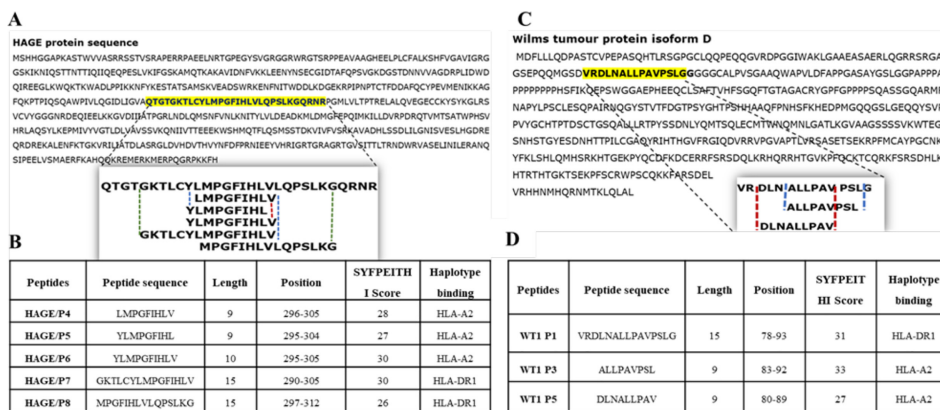 A
HAGE protein sequence
MSHHGGAPKASTWVVASRRSSTVSRAPERRPAEELNRTGPEGYSVGRGGRWRGTSRPPEAVAAGHEELPLCFALKSHFVGAVIGRG
GSKIKNIQSTTNTTIQIIQEQPESLVKIFGSKAMQTKAKAVIDNFVKKLEENYNSECGIDTAFQPSVGKDGSTDNNVVAGDRPLIDWD
QIREEGLKWQKTKWADLPPIKKNFYKESTATSAMSKVEADSWRKENFNITWDDLKDGEKRPIPNPTCTFDDAFQCYPEVMENIKKAG
FQKPTPIQSQAWPIVLQGIDLIGVAQTGTGKTLCYLMPGFIHLVLQPSLKGQRNRPGMLVLTPTRELALQVEGECCKYSYKGLRS
VCVYGGGNRDEQIEELKKGVDIIIATPGRLNDLQMSNFVNLKNITYLVLDEADKMLDMGFEPQIMKILLDVRPDRQTVMTSATWPHSV
HRLAQSYLKEPMIVYVGTLDLVAVSSVKQNIIVTTEEEKWSHMQTFLQSMSSTDKVIVFVSRKAVADHLSSDLILGNISVESLHGDRE
QRDREKALENFKTGKVRILIATDLASRGLDVHDVTHVYNFDFPRNIEEYVHRIGRTGRAGRTGVSITTLTRNDWRVASELINILERANQ
SIPEELVSMAERFKAHQQKREMERKMERPQGRPKKFH
QTGTGKTLCYLMPGFIHLVLQPSLKGQRNR
LMPGFIHLV
YLMPGFIHL
YLMPGFIHLV
GKTLCYLMPGFIHLV
MPGFIHLVLQPSLKG
B
Peptides Peptide sequence Length Position SYFPEITH I Score Haplotype binding
HAGE/P4 LMPGFIHLV 9 296-305 28 HLA-A2
HAGE/P5 YLMPGFIHL 9 295-304 27 HLA-A2
HAGE/P6 YLMPGFIHLV 10 295-305 30 HLA-A2
HAGE/P7 GKTLCYLMPGFIHLV 15 290-305 30 HLA-DR1
HAGE/P8 MPGFIHLVLQPSLKG 15 297-312 26 HLA-DR1
C
Wilms tumour protein isoform D
MDFLLLQDPASTCVPEPASQHTLRSGPGCLQQPEQQGVRDPGGIWAKLGAAEASAERLQGRRSRGA
GSEPQQMGSDVRDLNALLPAVPSLGGGGGCALPVSGAAQWAPVLDFAPPGASAYGSLGGPAPPPA
PPPPPPPPHSFIKQEPSWGGAEPHEEQCLSAFTVHFSGQFTGTAGACRYGPFGPPPPSQASSGQARMF
NAPYLPSCLESQPAIRNQGYSTVTFDGTPSYGHTPSHHAAQFPNHSFKHEDPMGQQGSLGEQQYSVP
PVYGCHTPTDSCTGSQALLLRTPYSSDNLYQMTSQLECMTWNQMNLGATLKGVAAGSSSSVKWTEG
SNHSTGYESDNHTTPILCGAQYRIHTHGVFRGIQDVRRVPGVAPTLVRSASETSEKRPFMCAYPGCNK
YFKLSHLQMHSRKHTGEKPYQCDFKDCERRFSRSDQLKRHQRRHTGVKPFQCKTCQRKFSRSDHLK
HTRTHTGKTSEKPFSCRWPSCQKKFARSDEL
VRHHNMHQRNMTKLQLAL
VRDLNALLPAVPSLG
ALLPAVPSL
DLNALLPAV
D
Peptides Peptide sequence Length Position SYFPEIT HI Score Haplotype binding
WT1 P1 VRDLNALLPAVPSLG 15 78-93 31 HLA-DR1
WT1 P3 ALLPAVPSL 9 83-92 33 HLA-A2
WT1 P5 DLNALLPAV 9 80-89 27 HLA-A2